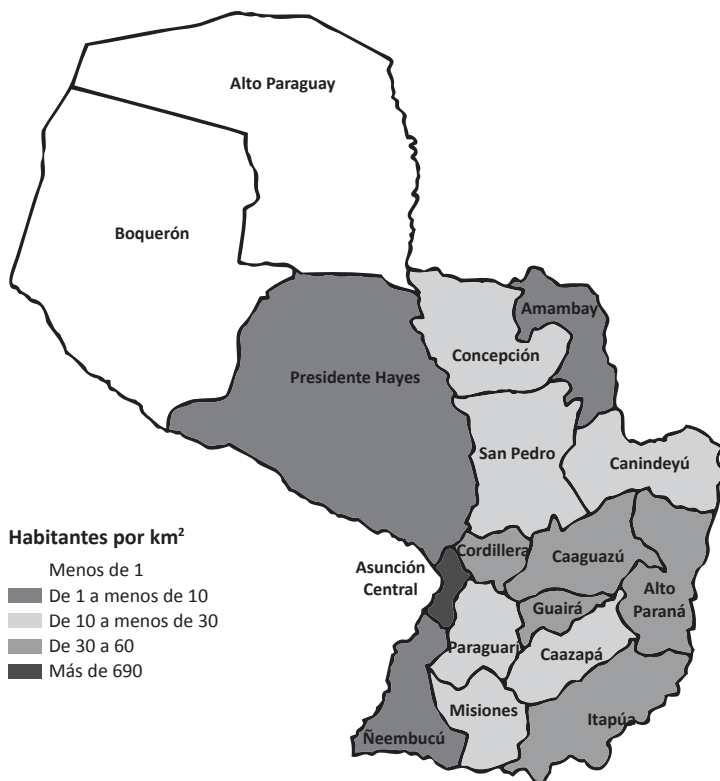 Alto Paraguay
Boquerón
Amambay
Concepción
Presidente Hayes
San Pedro
Canindeyú
Habitantes por km²
Menos de 1
De 1 a menos de 10
De 10 a menos de 30
De 30 a 60
Más de 690
Asunción
Central
Cordillera
Caaguazú
Alto
Paraná
Guairá
Paraguarí
Caazapá
Misiones
Itapúa
Ñeembucú